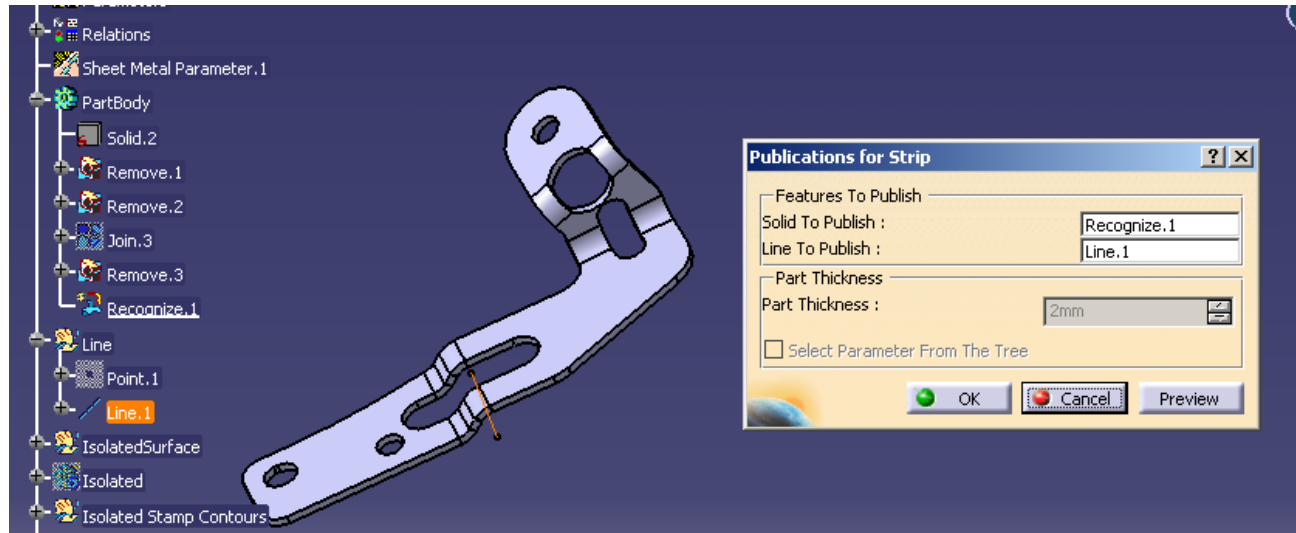 Parameters
Relations
Sheet Metal Parameter.1
PartBody
Solid.2
Remove.1
Remove.2
Join.3
Remove.3
Recognize.1
Line
Point.1
Line.1
IsolatedSurface
Isolated
Isolated Stamp Contours
Publications for Strip
Features To Publish
Solid To Publish : Recognize.1
Line To Publish : Line.1
Part Thickness
Part Thickness : 2mm
Select Parameter From The Tree
OK Cancel Preview